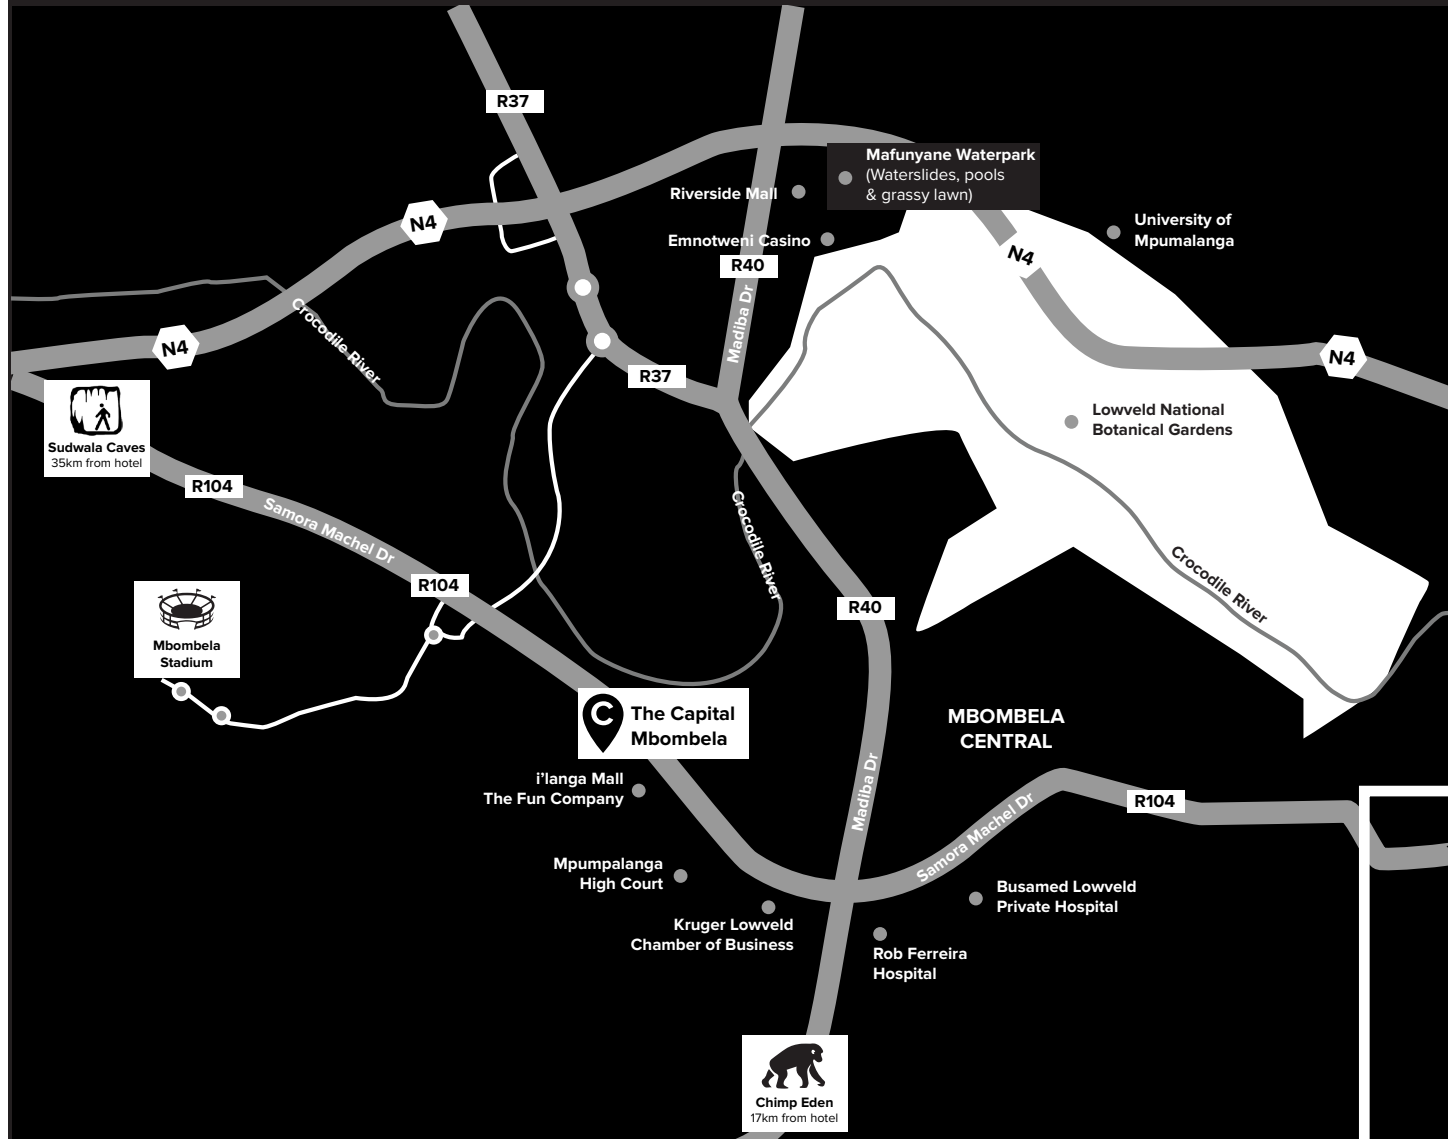 R37
Mafunyane Waterpark
(Waterslides, pools
& grassy lawn)
Riverside Mall
University of
Mpumalanga
N4
Emnotweni Casino
N4
R40
Crocodile River
Madiba Dr
N4
N4
R37
Lowveld National
Botanical Gardens
Sudwala Caves
35km from hotel
R104
Samora Machel Dr
Crocodile River
Crocodile River
R104
R40
Mbombela
Stadium
C
The Capital
Mbombela
MBOMBELA
CENTRAL
i’langa Mall
The Fun Company
Madiba Dr
Samora Machel Dr
R104
Mpumpalanga
High Court
Busamed Lowveld
Private Hospital
Kruger Lowveld
Chamber of Business
Rob Ferreira
Hospital
Chimp Eden
17km from hotel